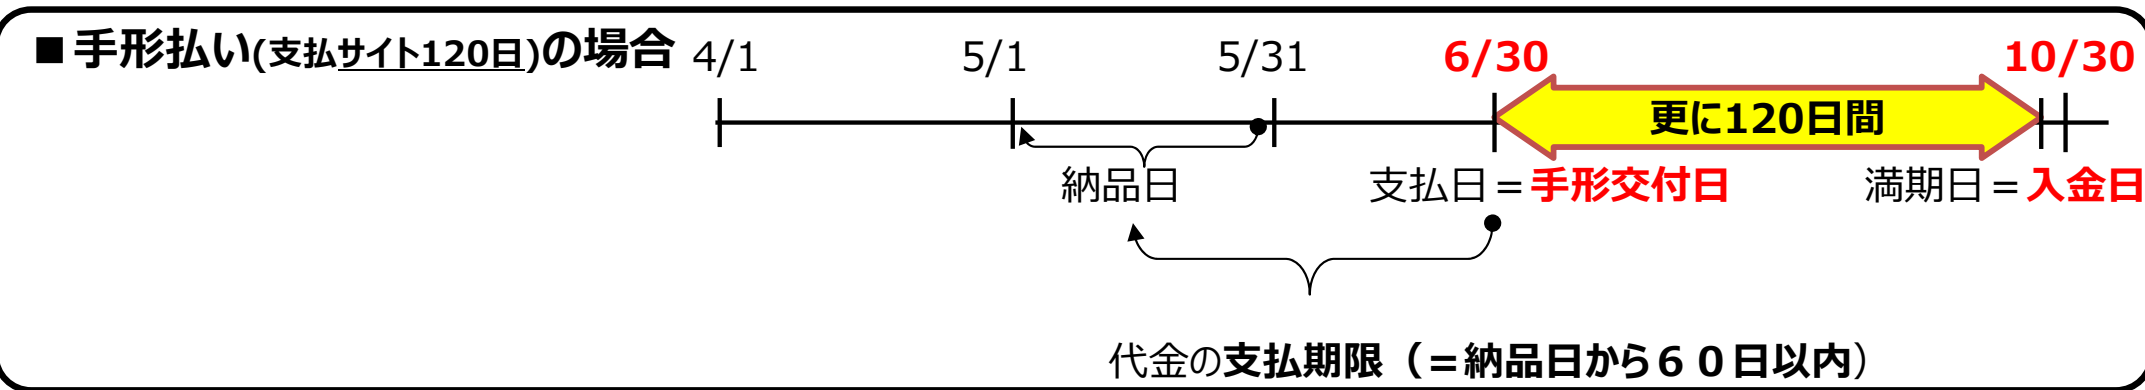 ■手形払い(支払サイト120日)の場合 4/1 5/1 5/31 6/30 10/30
更に120日間
納品日 支払日＝手形交付日 満期日＝入金日
代金の支払期限（＝納品日から６０日以内）